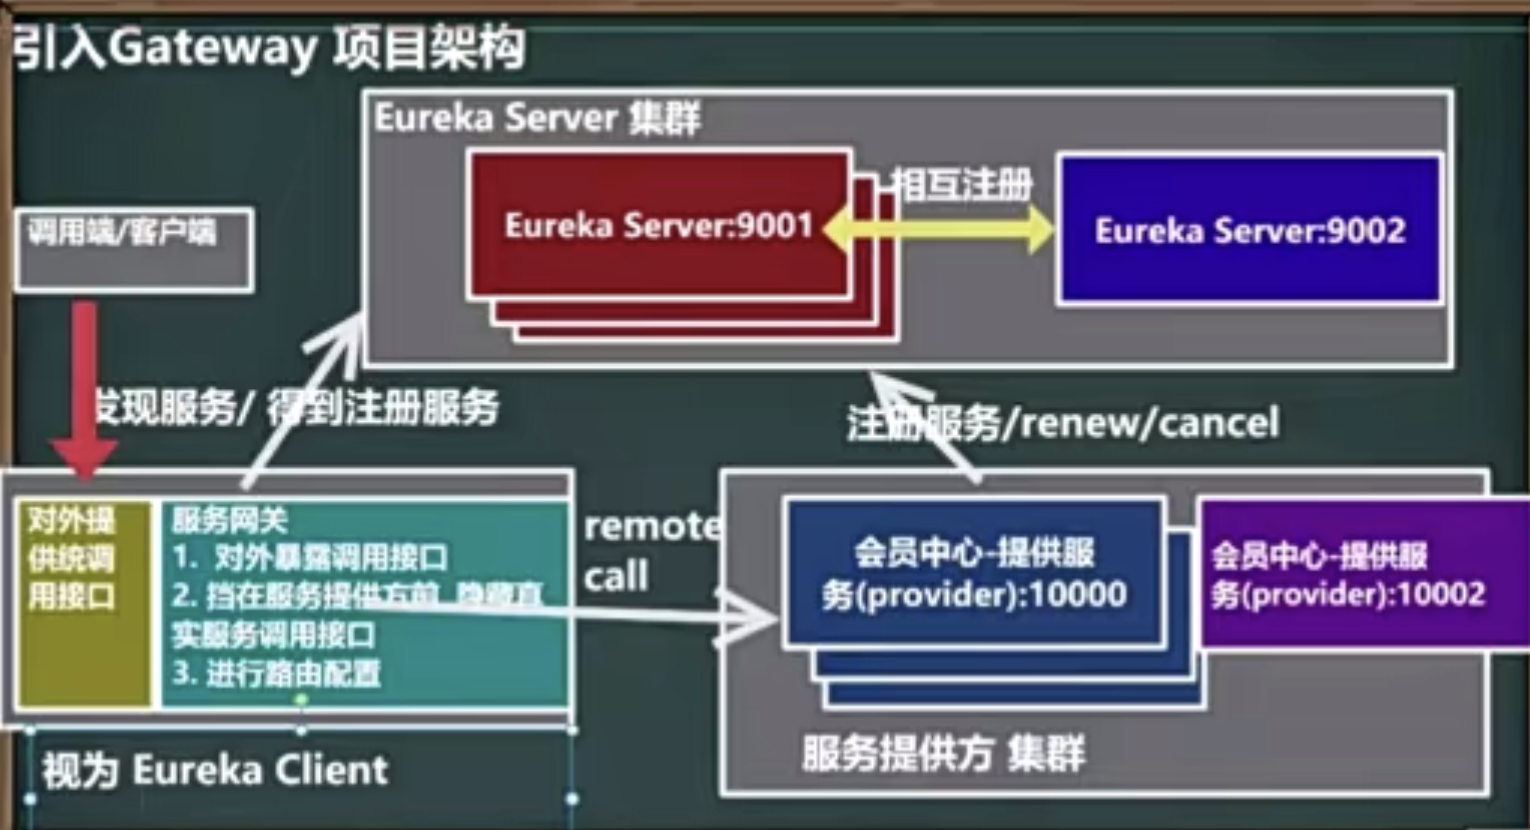 引入Gateway 项目架构
Eureka Server 集群
相互注册
Eureka Server:9001
Eureka Server:9002
调用端/客户端
发现服务/ 得到注册服务
注册服务/renew/cancel
对外提
供统调
用接口
服务网关
1. 对外暴露调用接口
2. 挡在服务提供方前 隐藏真
实服务调用接口
3. 进行路由配置
remote
call
会员中心-提供服
务(provider):10000
会员中心-提供服
务(provider):10002
服务提供方 集群
视为 Eureka Client